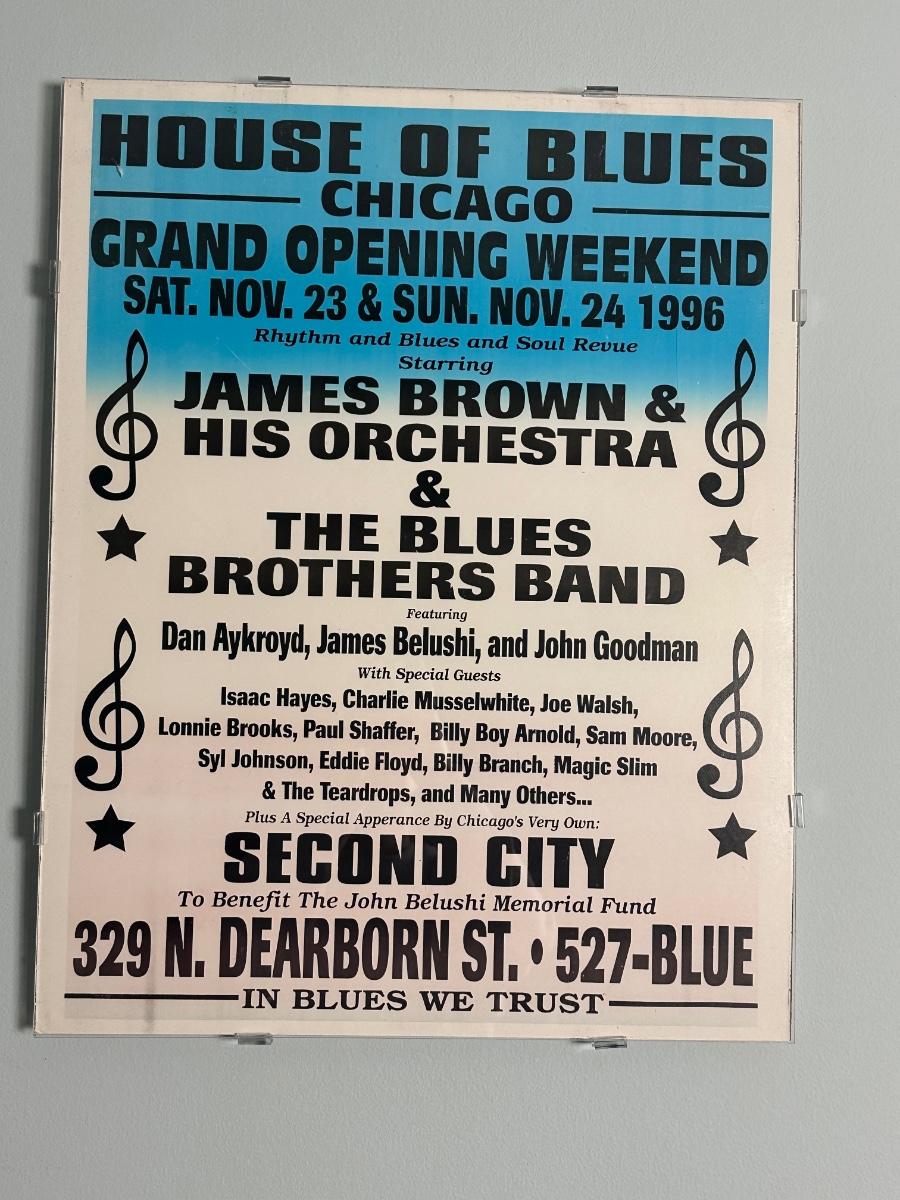 HOUSE OF BLUES
CHICAGO
GRAND OPENING WEEKEND
SAT. NOV. 23 & SUN. NOV. 24 1996
Rhythm and Blues and Soul Revue
Starring
JAMES BROWN &
HIS ORCHESTRA
&
THE BLUES
BROTHERS BAND
Featuring
Dan Aykroyd, James Belushi, and John Goodman
With Special Guests
Isaac Hayes, Charlie Musselwhite, Joe Walsh,
Lonnie Brooks, Paul Shaffer, Billy Boy Arnold, Sam Moore,
Syl Johnson, Eddie Floyd, Billy Branch, Magic Slim
& The Teardrops, and Many Others...
Plus A Special Apperance By Chicago's Very Own:
SECOND CITY
To Benefit The John Belushi Memorial Fund
329 N. DEARBORN ST. • 527-BLUE
IN BLUES WE TRUST